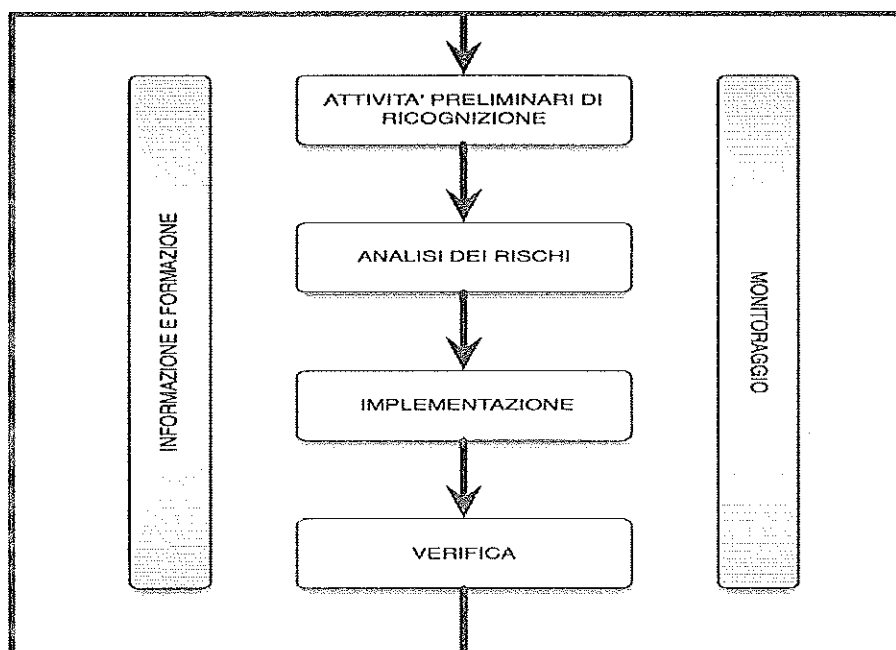 ATTIVITA' PRELIMINARI DI
RICOGNIZIONE
ANALISI DEI RISCHI
IMPLEMENTAZIONE
VERIFICA
INFORMAZIONE E FORMAZIONE
MONITORAGGIO